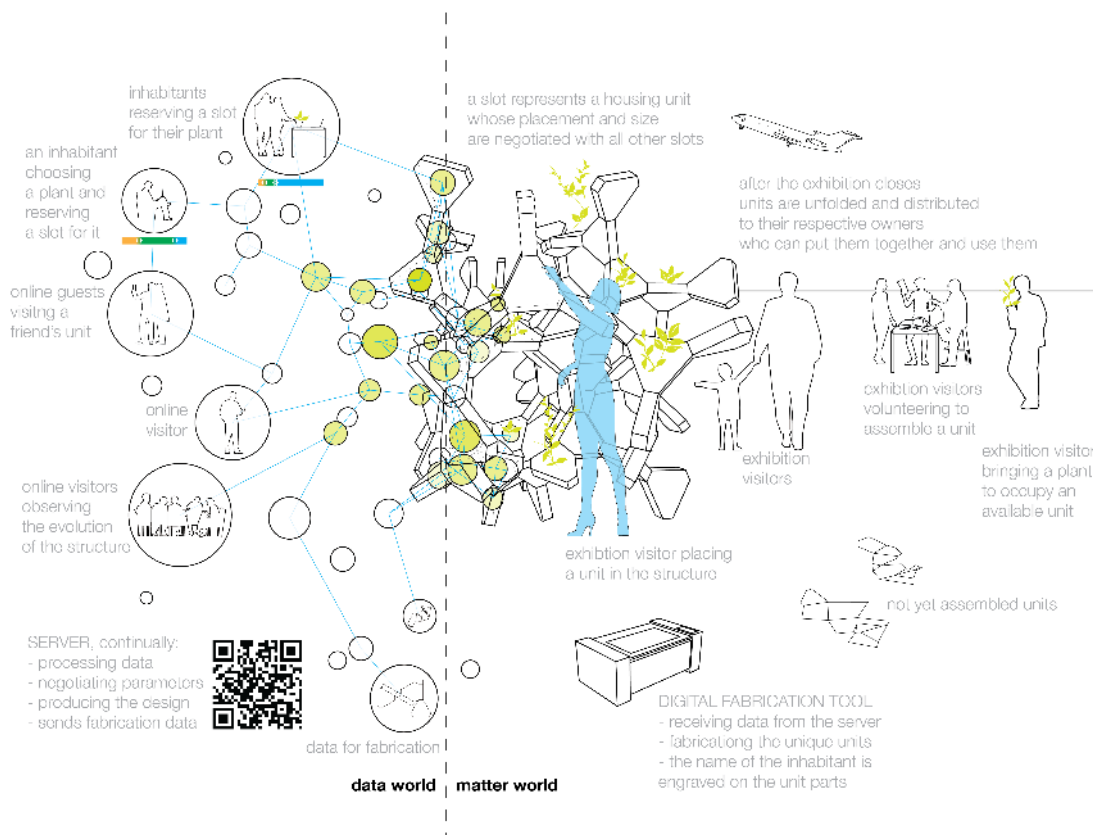 inhabitants
reserving a slot
for their plant
an inhabitant
choosing
a plant and
reserving
a slot for it
online guests
visitng a
friend's unit
online
visitor
online visitors
observing
the evolution
of the structure
SERVER, continually:
- processing data
- negotiating parameters
- producing the design
- sends fabrication data
data for fabrication
data world
matter world
a slot represents a housing unit
whose placement and size
are negotiated with all other slots
after the exhibition closes
units are unfolded and distributed
to their respective owners
who can put them together and use them
exhibition
visitors
exhibtion visitors
volunteering to
assemble a unit
exhibition visitor
bringing a plant
to occupy an
available unit
exhibtion visitor placing
a unit in the structure
not yet assembled units
DIGITAL FABRICATION TOOL
- receiving data from the server
- fabricationg the unique units
- the name of the inhabitant is
engraved on the unit parts